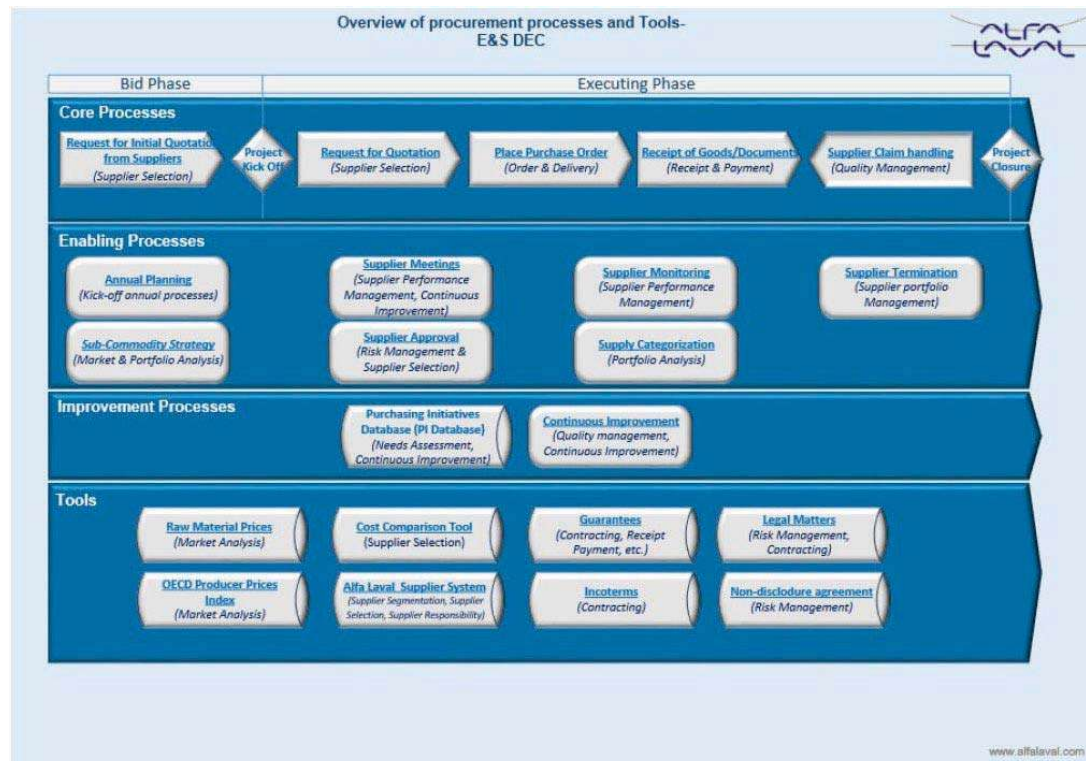 Overview of procurement processes and Tools-
E&S DEC
ALFA
LAVAL
Bid Phase
Executing Phase
Core Processes
Request for Initial Quotatio
from Suppliers
(Supplier Selection)
Project
Kick Off
Request for Quotation
(Supplier Selection)
Place Purchase Order
(Order & Delivery)
Receipt of Goods/Documents
(Receipt & Payment)
Supplier Claim handling
(Quality Management)
Project
Closure
Enabling Processes
Annual Planning
(Kick-off annual processes)
Supplier Meetings
(Supplier Performance
Management, Continuous
Improvement)
Supplier Monitoring
(Supplier Performance
Management)
Supplier Termination
(Supplier portfolio
Management)
Sub-Commodity Strategy
(Market & Portfolio Analysis)
Supplier Approval
(Risk Management &
Supplier Selection)
Supply Categorization
(Portfolio Analysis)
Improvement Processes
Purchasing Initiatives
Database (PI Database)
(Needs Assessment,
Continuous Improvement)
Continuous Improvement
(Quality management,
Continuous Improvement)
Tools
Raw Material Prices
(Market Analysis)
Cost Comparison Tool
(Supplier Selection)
Guarantees
(Contracting, Receipt
Payment, etc.)
Legal Matters
(Risk Management,
Contracting)
OECD Producer Prices
Index
(Market Analysis)
Alfa Laval Supplier System
(Supplier Segmentation, Supplier
Selection, Supplier Responsibility)
Incoterms
(Contracting)
Non-disclodure agreement
(Risk Management)
www.alfalaval.com